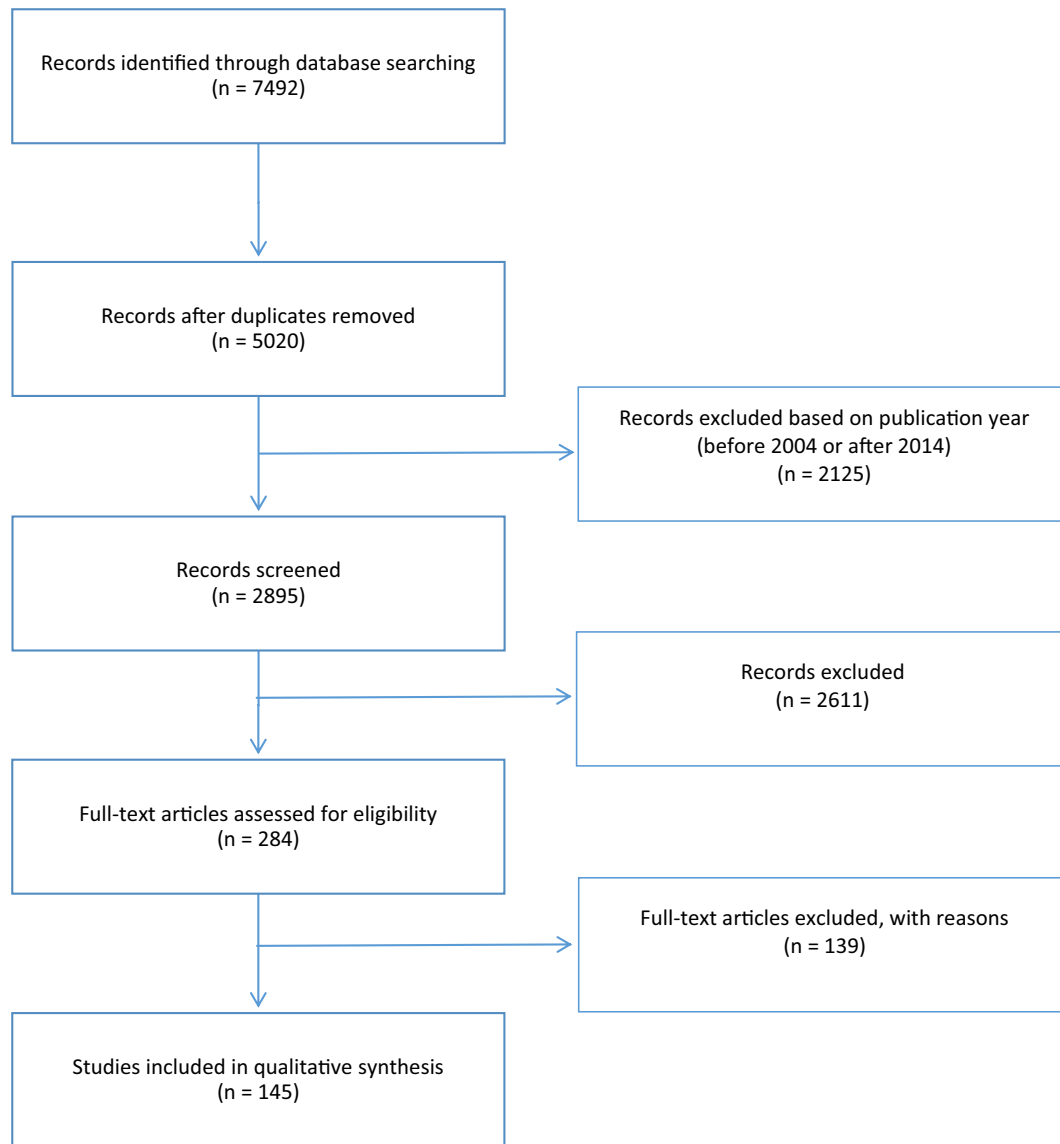 Records identified through database searching
(n = 7492)
Records after duplicates removed
(n = 5020)
Records excluded based on publication year
(before 2004 or after 2014)
(n = 2125)
Records screened
(n = 2895)
Records excluded
(n = 2611)
Full-text articles assessed for eligibility
(n = 284)
Full-text articles excluded, with reasons
(n = 139)
Studies included in qualitative synthesis
(n = 145)